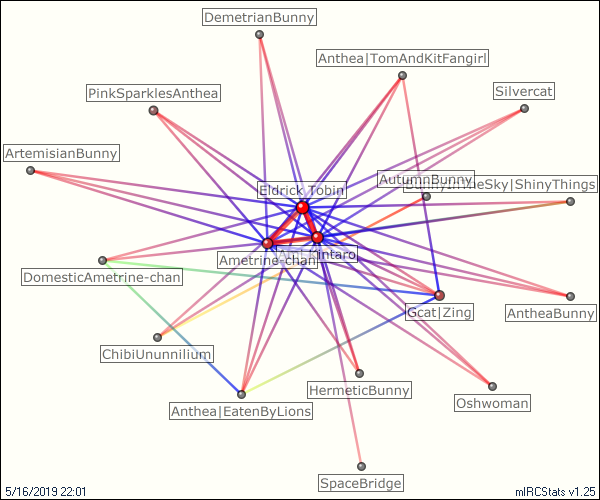 DemetrianBunny
Anthea|TomAndKitFangirl
Silvercat
PinkSparklesAnthea
ArtemisianBunny
AutumnBunny
Eldrick_Tobin
TheSky|ShinyThings
Ametrine-chan
Kintaro
DomesticAmetrine-chan
AntheaBunny
Gcat|Zing
ChibiUnunnilium
HermeticBunny
Oshwoman
Anthea|EatenByLions
SpaceBridge
5/16/2019 22:01
mIRCStats v1.25